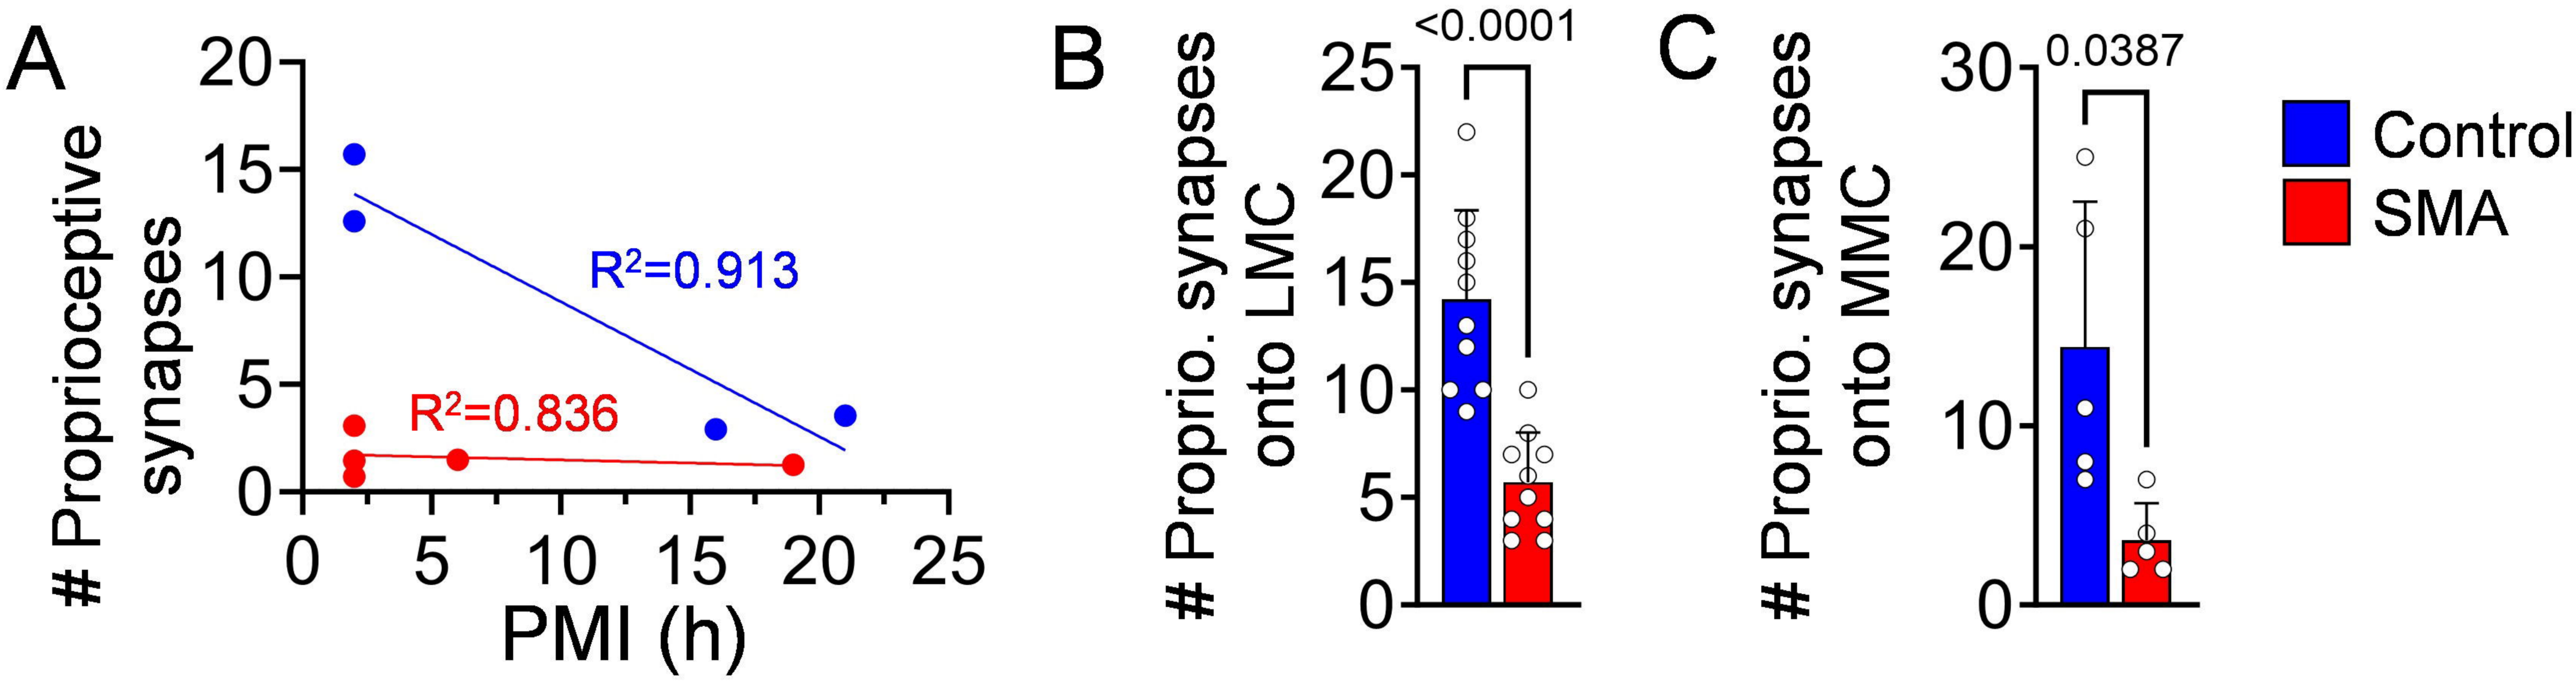 A
# Proprioceptive
synapses
20
15
10
5
0
R²=0.913
R²=0.836
0 5 10 15 20 25
PMI (h)
B
# Proprio. synapses
onto LMC
<0.0001
25
20
15
10
5
0
C
# Proprio. synapses
onto MMC
0.0387
30
20
10
0
Control
SMA